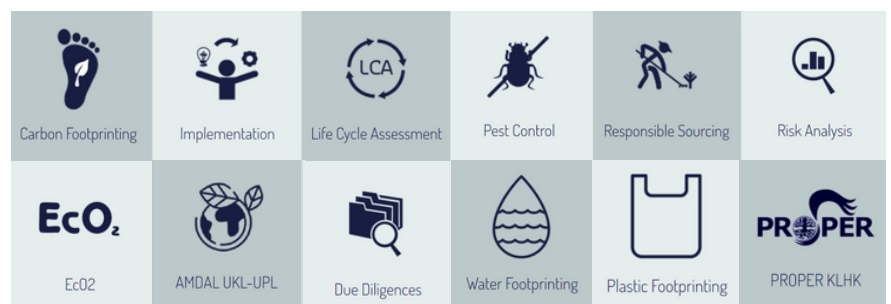 LCA
Carbon Footprinting
Implementation
Life Cycle Assessment
Pest Control
Responsible Sourcing
Risk Analysis
EcO₂
PROPER
EcO2
AMDAL UKL-UPL
Due Diligences
Water Footprinting
Plastic Footprinting
PROPER KLHK